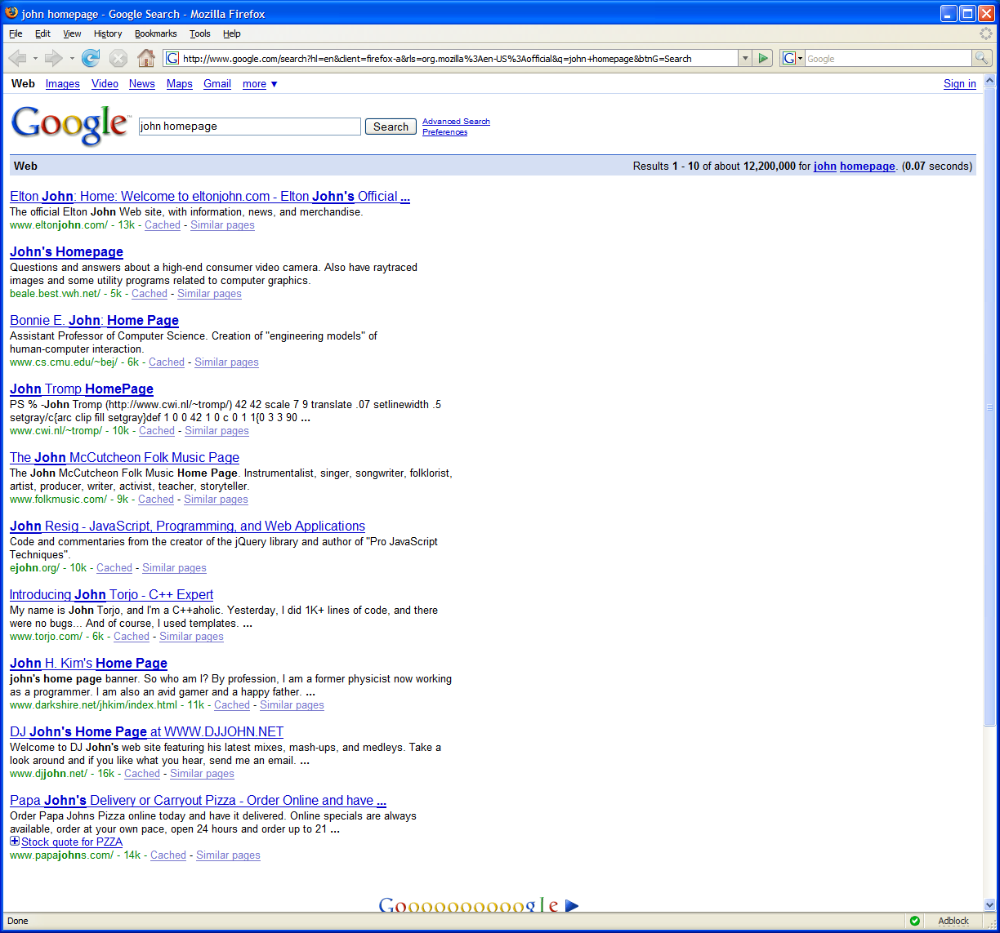 john homepage - Google Search - Mozilla Firefox
File Edit View History Bookmarks Tools Help
http://www.google.com/search?hl=en&client=firefox-a&rls=org.mozilla%3Aen-US%3Aofficial&q=john+homepage&btnG=Search
Google
Web Images Video News Maps Gmail more ▼ Sign in
Google™ john homepage Search Advanced Search
Preferences
Web Results 1 - 10 of about 12,200,000 for john homepage. (0.07 seconds)
Elton John: Home: Welcome to eltonjohn.com - Elton John's Official ...
The official Elton John Web site, with information, news, and merchandise.
www.eltonjohn.com/ - 13k - Cached - Similar pages
John's Homepage
Questions and answers about a high-end consumer video camera. Also have raytraced
images and some utility programs related to computer graphics.
beale.best.vwh.net/ - 5k - Cached - Similar pages
Bonnie E. John: Home Page
Assistant Professor of Computer Science. Creation of "engineering models" of
human-computer interaction.
www.cs.cmu.edu/~bej/ - 6k - Cached - Similar pages
John Tromp HomePage
PS % -John Tromp (http://www.cwi.nl/~tromp/) 42 42 scale 7 9 translate .07 setlinewidth .5
setgray/c{arc clip fill setgray}def 1 0 0 42 1 0 c 0 1 1{0 3 3 90 ...
www.cwi.nl/~tromp/ - 10k - Cached - Similar pages
The John McCutcheon Folk Music Page
The John McCutcheon Folk Music Home Page. Instrumentalist, singer, songwriter, folklorist,
artist, producer, writer, activist, teacher, storyteller.
www.folkmusic.com/ - 9k - Cached - Similar pages
John Resig - JavaScript, Programming, and Web Applications
Code and commentaries from the creator of the jQuery library and author of "Pro JavaScript
Techniques".
ejohn.org/ - 10k - Cached - Similar pages
Introducing John Torjo - C++ Expert
My name is John Torjo, and I'm a C++aholic. Yesterday, I did 1K+ lines of code, and there
were no bugs... And of course, I used templates. ...
www.torjo.com/ - 6k - Cached - Similar pages
John H. Kim's Home Page
john's home page banner. So who am I? By profession, I am a former physicist now working
as a programmer. I am also an avid gamer and a happy father. ...
www.darkshire.net/jhkim/index.html - 11k - Cached - Similar pages
DJ John's Home Page at WWW.DJJOHN.NET
Welcome to DJ John's web site featuring his latest mixes, mash-ups, and medleys. Take a
look around and if you like what you hear, send me an email. ...
www.djjohn.net/ - 16k - Cached - Similar pages
Papa John's Delivery or Carryout Pizza - Order Online and have ...
Order Papa Johns Pizza online today and have it delivered. Online specials are always
available, order at your own pace, open 24 hours and order up to 21 ...
Stock quote for PZZA
www.papajohns.com/ - 14k - Cached - Similar pages
Goooooooooogle
Done Adblock